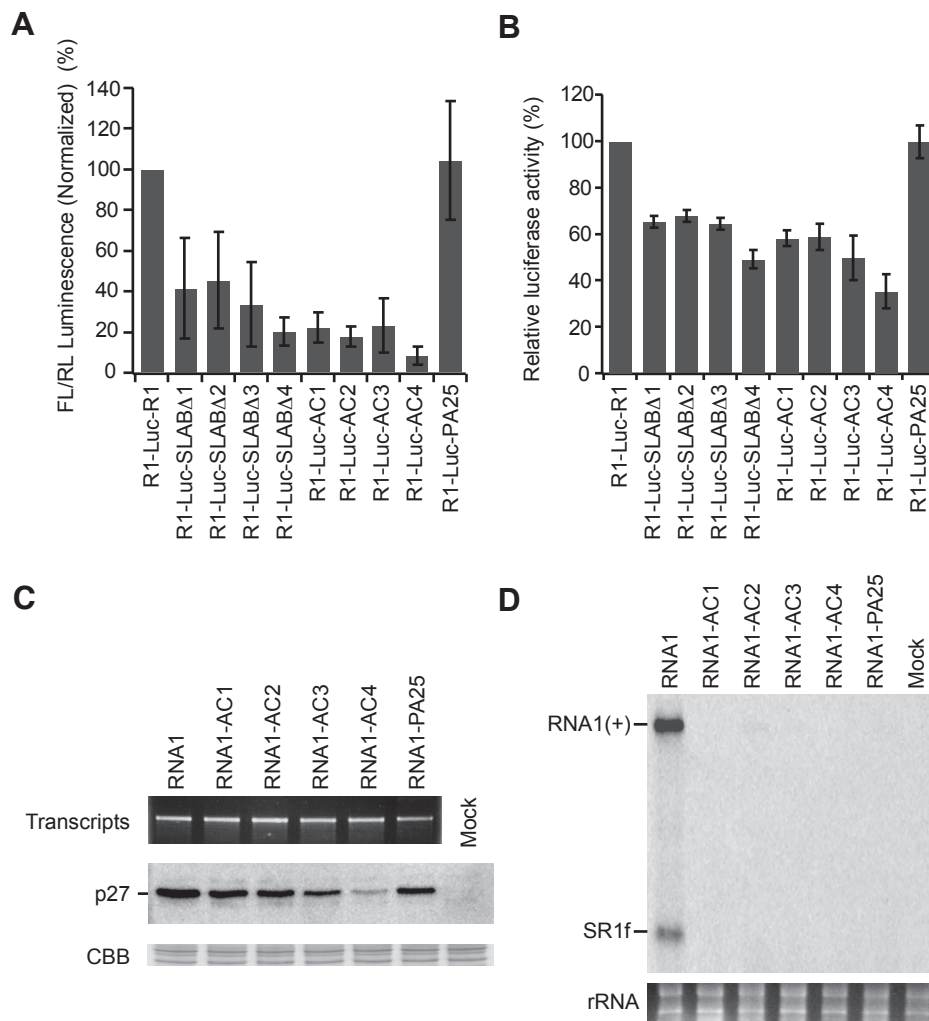 A
FL/RL Luminescence (Normalized) (%)
140
120
100
80
60
40
20
0
R1-Luc-R1
R1-Luc-SLABΔ1
R1-Luc-SLABΔ2
R1-Luc-SLABΔ3
R1-Luc-SLABΔ4
R1-Luc-AC1
R1-Luc-AC2
R1-Luc-AC3
R1-Luc-AC4
R1-Luc-PA25
B
Relative luciferase activity (%)
120
100
80
60
40
20
0
R1-Luc-R1
R1-Luc-SLABΔ1
R1-Luc-SLABΔ2
R1-Luc-SLABΔ3
R1-Luc-SLABΔ4
R1-Luc-AC1
R1-Luc-AC2
R1-Luc-AC3
R1-Luc-AC4
R1-Luc-PA25
C
RNA1
RNA1-AC1
RNA1-AC2
RNA1-AC3
RNA1-AC4
RNA1-PA25
Mock
Transcripts
p27
CBB
D
RNA1
RNA1-AC1
RNA1-AC2
RNA1-AC3
RNA1-AC4
RNA1-PA25
Mock
RNA1(+)
SR1f
rRNA